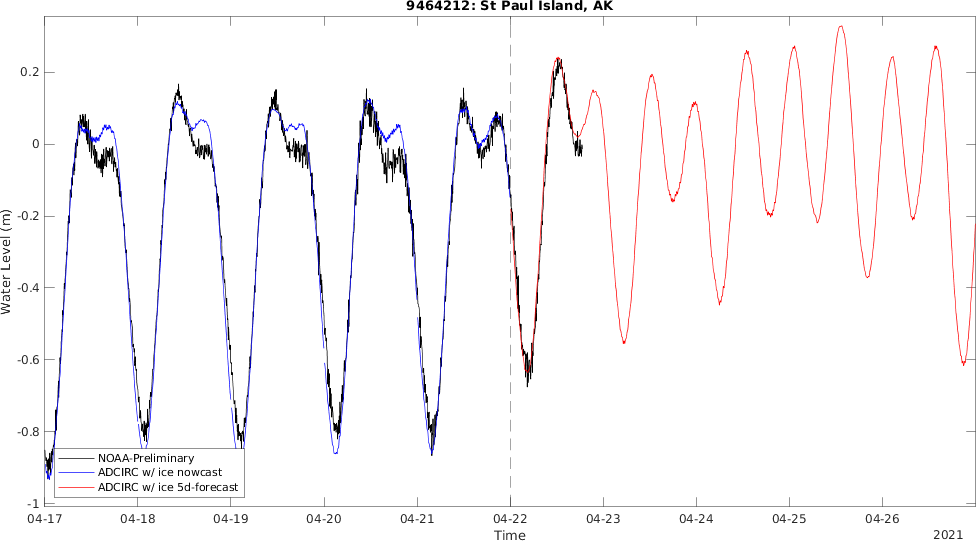 9464212: St Paul Island, AK
Water Level (m)
0.2
0
-0.2
-0.4
-0.6
-0.8
-1
NOAA-Preliminary
ADCIRC w/ ice nowcast
ADCIRC w/ ice 5d-forecast
04-17 04-18 04-19 04-20 04-21 04-22 04-23 04-24 04-25 04-26
Time
2021